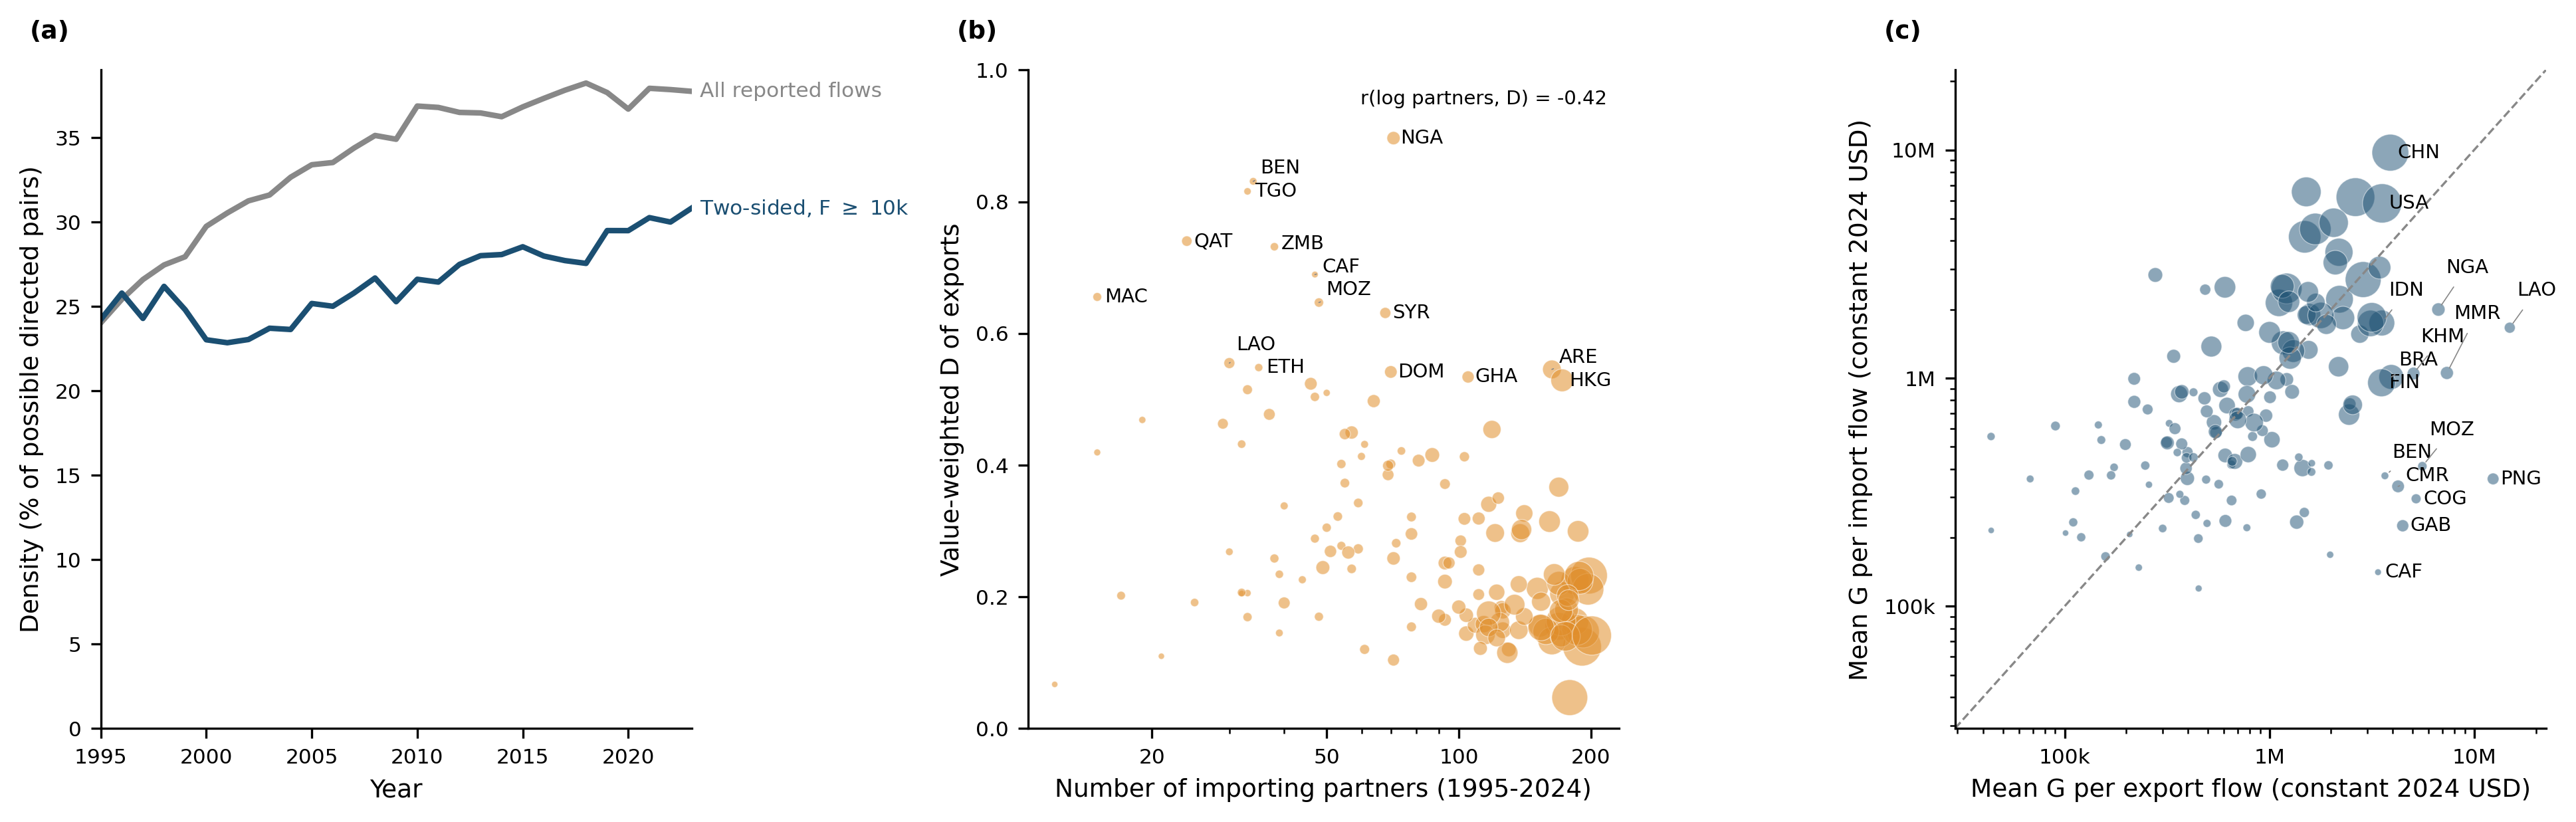 (a)
Density (% of possible directed pairs)
35
30
25
20
15
10
5
0
1995
2000
2005
2010
2015
2020
Year
All reported flows
Two-sided, F ≥ 10k
(b)
Value-weighted D of exports
1.0
0.8
0.6
0.4
0.2
0.0
20
50
100
200
Number of importing partners (1995-2024)
r(log partners, D) = -0.42
NGA
BEN
TGO
QAT
ZMB
CAF
MOZ
MAC
SYR
LAO
ETH
DOM
GHA
ARE
HKG
(c)
Mean G per import flow (constant 2024 USD)
10M
1M
100k
100k
1M
10M
Mean G per export flow (constant 2024 USD)
CHN
USA
NGA
IDN
LAO
MMR
KHM
BRA
FIN
MOZ
BEN
CMR
PNG
COG
GAB
CAF